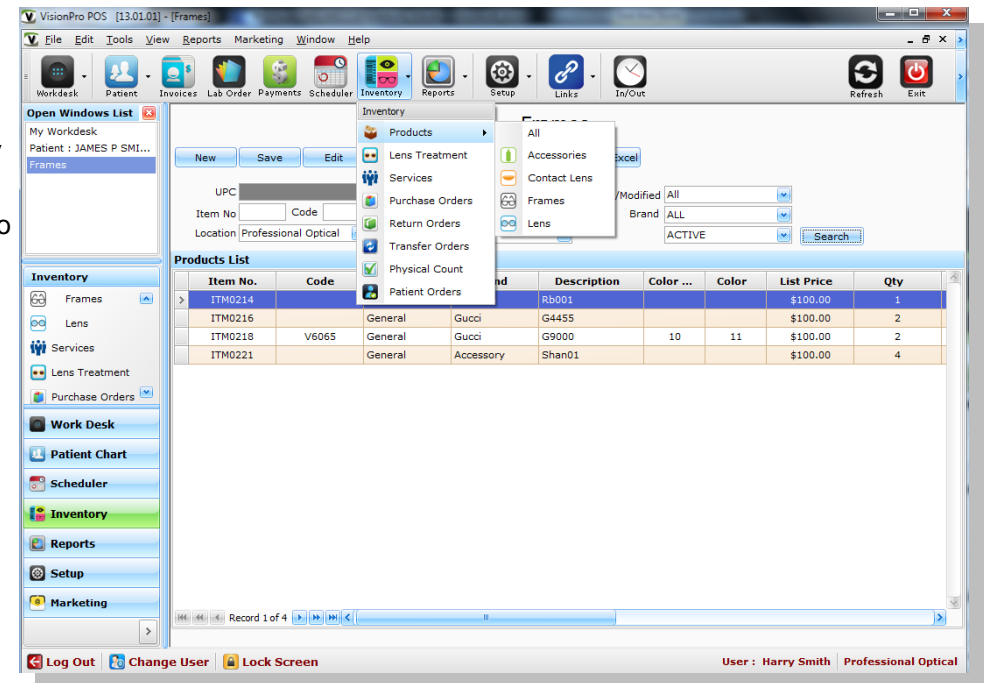 VisionPro POS [13.01.01] - [Frames]
File Edit Tools View Reports Marketing Window Help
Workdesk Patient Invoices Lab Order Payments Scheduler Inventory Reports Setup Links In/Out Refresh Exit
Open Windows List
My Workdesk
Patient : JAMES P SMI...
Frames
Inventory
Products
Lens Treatment
Services
Purchase Orders
Return Orders
Transfer Orders
Physical Count
Patient Orders
All
Accessories
Contact Lens
Frames
Lens
New Save Edit Excel
UPC /Modified All
Item No Code Brand ALL
Location Professional Optical ACTIVE Search
Products List
Item No. Code nd Description Color ... Color List Price Qty
ITM0214 Rb001 $100.00 1
ITM0216 General Gucci G4455 $100.00 2
ITM0218 V6065 General Gucci G9000 10 11 $100.00 2
ITM0221 General Accessory Shan01 $100.00 4
Inventory
Frames
Lens
Services
Lens Treatment
Purchase Orders
Work Desk
Patient Chart
Scheduler
Inventory
Reports
Setup
Marketing
Record 1 of 4
Log Out Change User Lock Screen User : Harry Smith Professional Optical